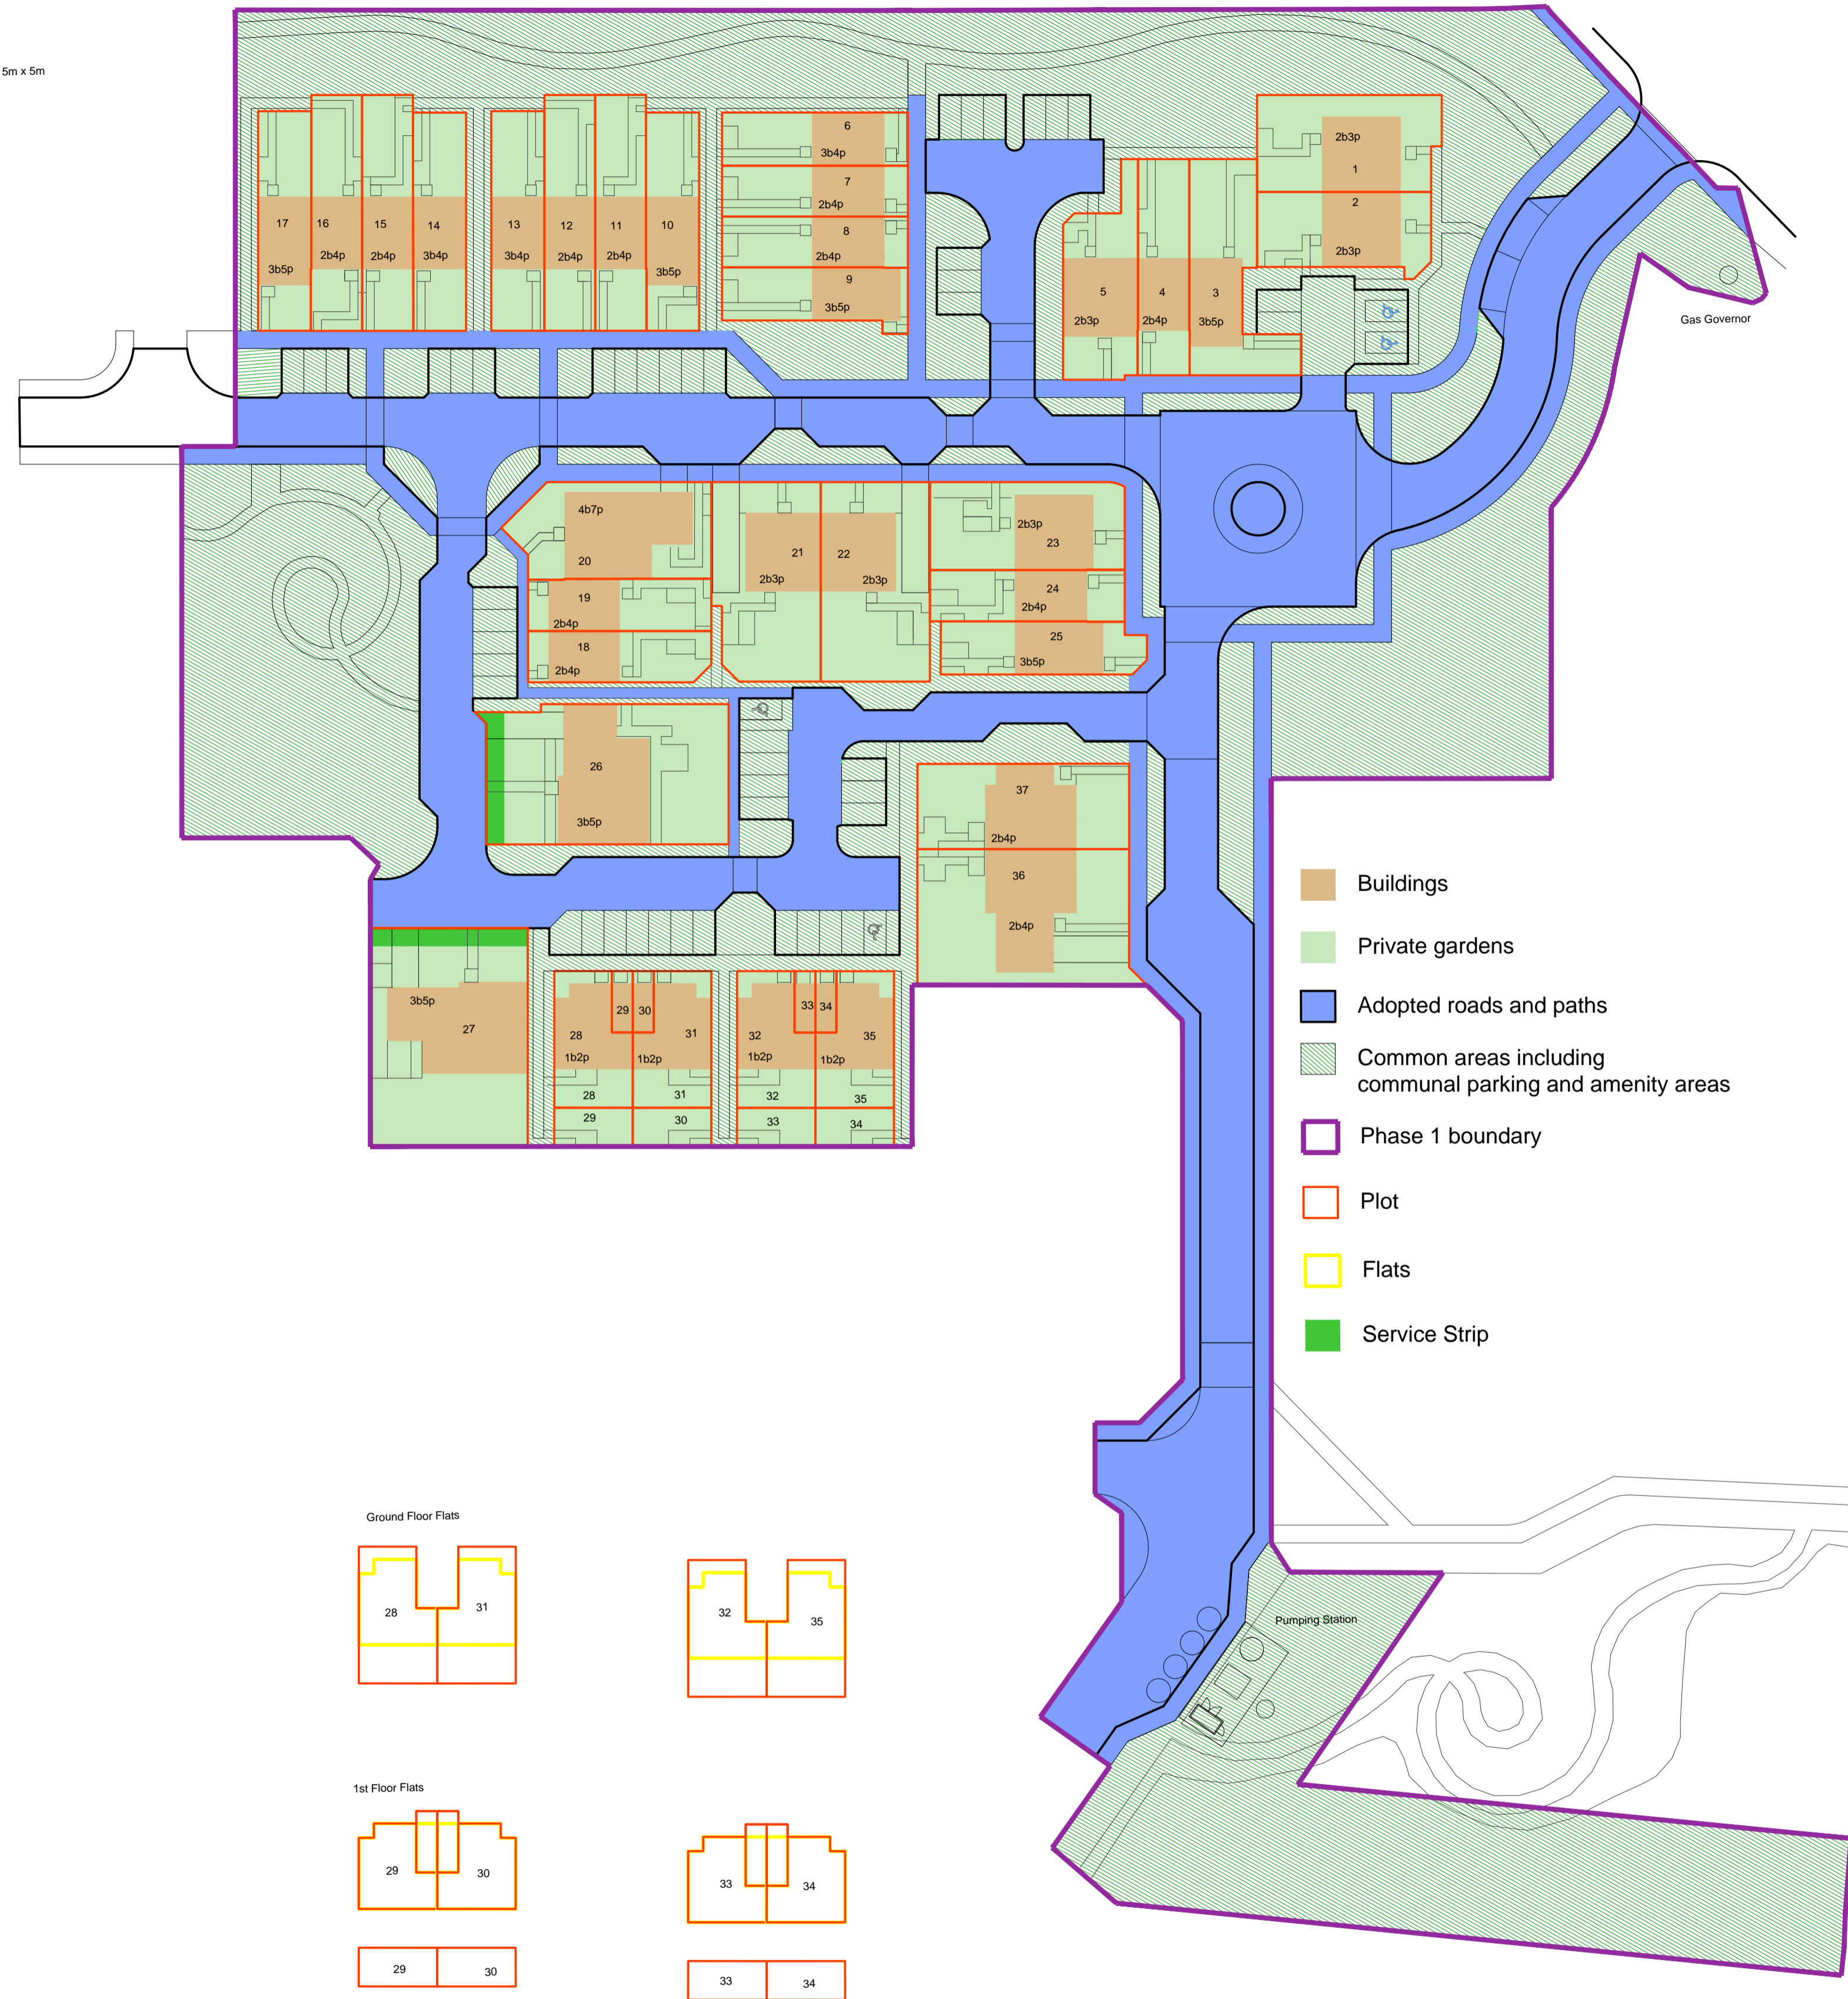 5m x 5m
6
3b4p
7
2b4p
8
2b4p
9
3b5p
2b3p
1
2
2b3p
17
3b5p
16
2b4p
15
2b4p
14
3b4p
13
3b4p
12
2b4p
11
2b4p
10
3b5p
5
2b3p
4
2b4p
3
3b5p
Gas Governor
4b7p
20
19
2b4p
18
2b4p
21
2b3p
22
2b3p
2b3p
23
24
2b4p
25
3b5p
26
3b5p
37
2b4p
36
2b4p
3b5p
27
28
1b2p
29
30
31
1b2p
28
31
29
30
32
1b2p
33
34
35
1b2p
32
35
33
34
Buildings
Private gardens
Adopted roads and paths
Common areas including
communal parking and amenity areas
Phase 1 boundary
Plot
Flats
Service Strip
Pumping Station
Ground Floor Flats
28
31
32
35
1st Floor Flats
29
30
33
34
29
30
33
34